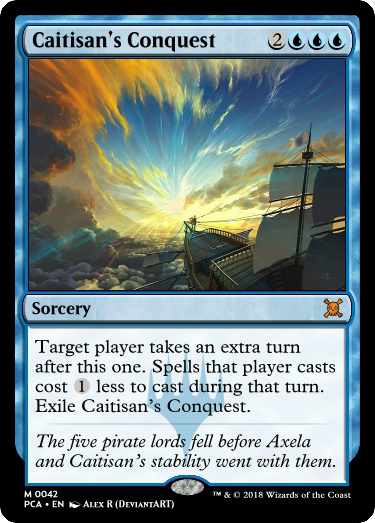 Caitisan's Conquest 2
Sorcery
Target player takes an extra turn
after this one. Spells that player casts
cost 1 less to cast during that turn.
Exile Caitisan's Conquest.
The five pirate lords fell before Axela
and Caitisan's stability went with them.
M 0042
PCA • EN Alex R (DeviantArt)
™ & © 2018 Wizards of the Coast